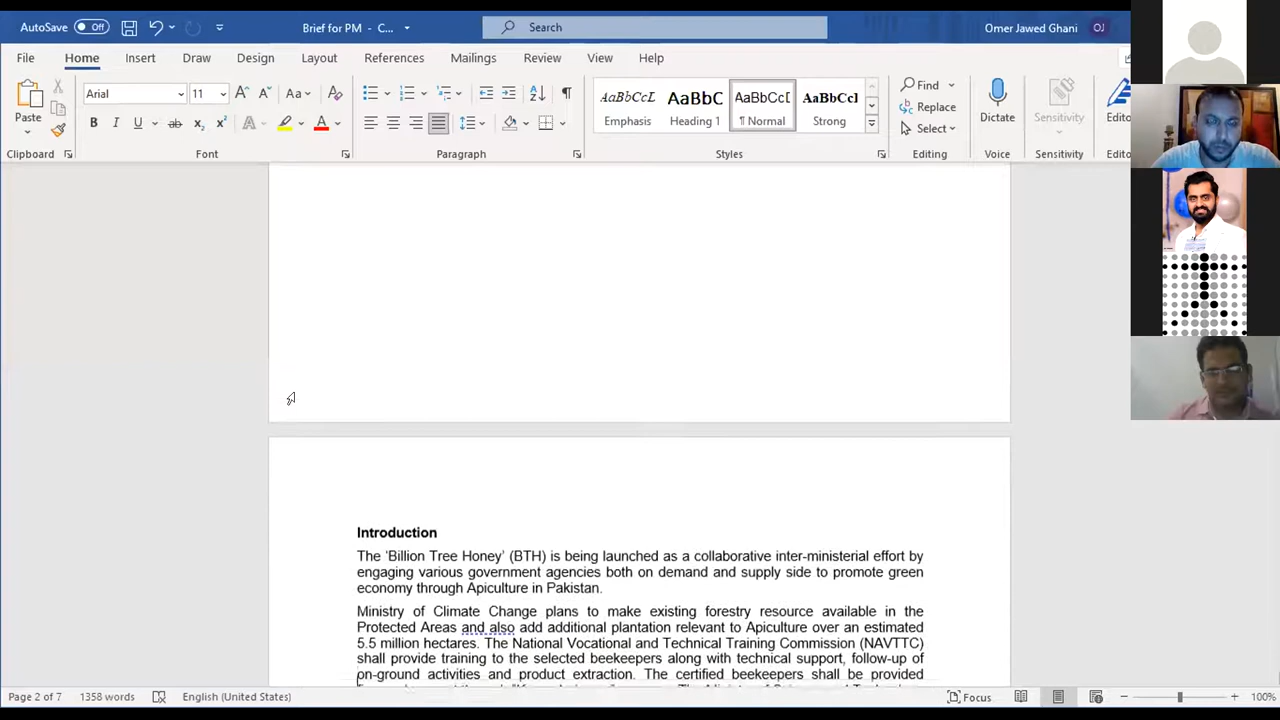 AutoSave Off Brief for PM - C... Search Omer Jawed Ghani OJ
File Home Insert Draw Design Layout References Mailings Review View Help
Paste Arial 11 A A Aa A
B I U ab x₂ x² A A
AaBbCcL AaBbC AaBbCcD AaBbCcI
Emphasis Heading 1 ¶ Normal Strong
Find
Replace
Select
Dictate Sensitivity Edito
Clipboard Font Paragraph Styles Editing Voice Sensitivity Edito
Introduction
The ‘Billion Tree Honey’ (BTH) is being launched as a collaborative inter-ministerial effort by
engaging various government agencies both on demand and supply side to promote green
economy through Apiculture in Pakistan.
Ministry of Climate Change plans to make existing forestry resource available in the
Protected Areas and also add additional plantation relevant to Apiculture over an estimated
5.5 million hectares. The National Vocational and Technical Training Commission (NAVTTC)
shall provide training to the selected beekeepers along with technical support, follow-up of
on-ground activities and product extraction. The certified beekeepers shall be provided
Page 2 of 7 1358 words English (United States) Focus 100%